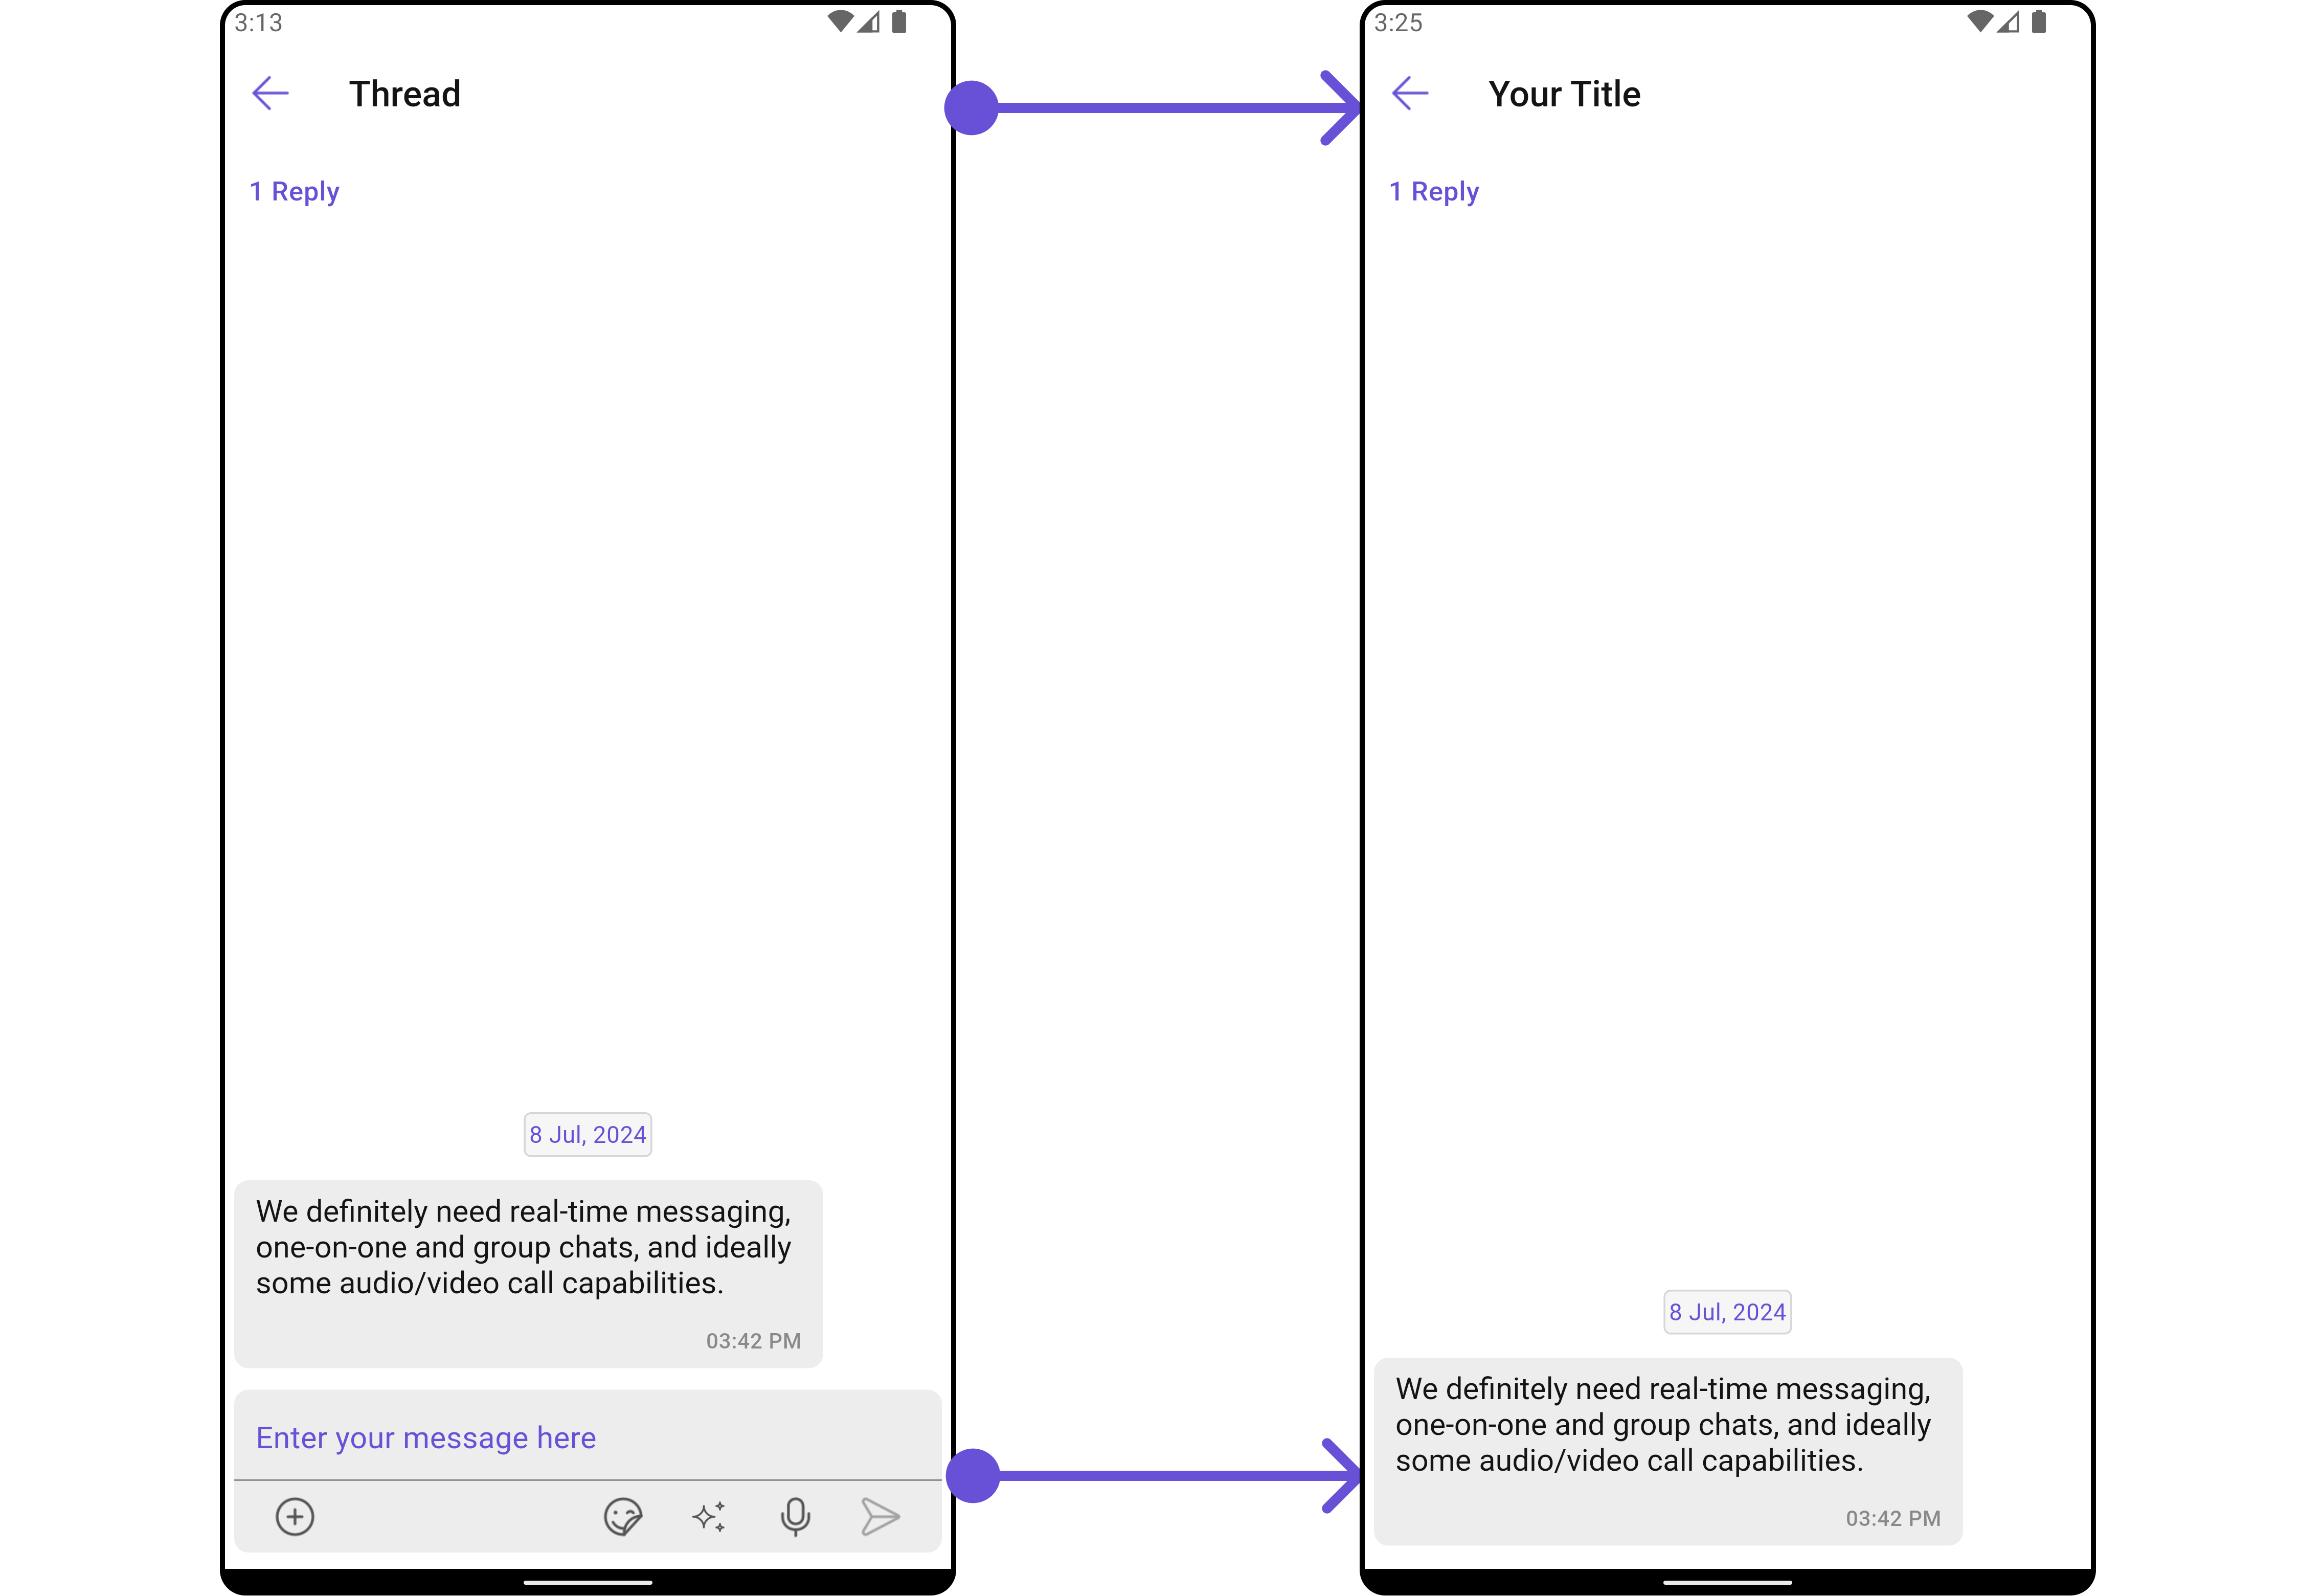 3:13
Thread
1 Reply
8 Jul, 2024
We definitely need real-time messaging,
one-on-one and group chats, and ideally
some audio/video call capabilities.
03:42 PM
Enter your message here
3:25
Your Title
1 Reply
8 Jul, 2024
We definitely need real-time messaging,
one-on-one and group chats, and ideally
some audio/video call capabilities.
03:42 PM